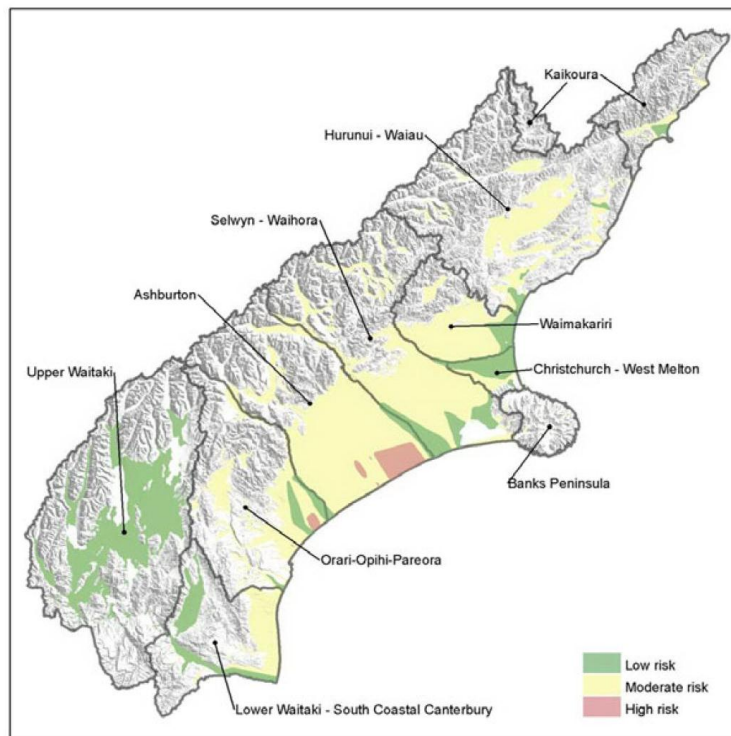 Kaikoura
Hurunui - Waiau
Selwyn - Waihora
Ashburton
Waimakariri
Upper Waitaki
Christchurch - West Melton
Banks Peninsula
Orari-Opihi-Pareora
Low risk
Moderate risk
Lower Waitaki - South Coastal Canterbury
High risk